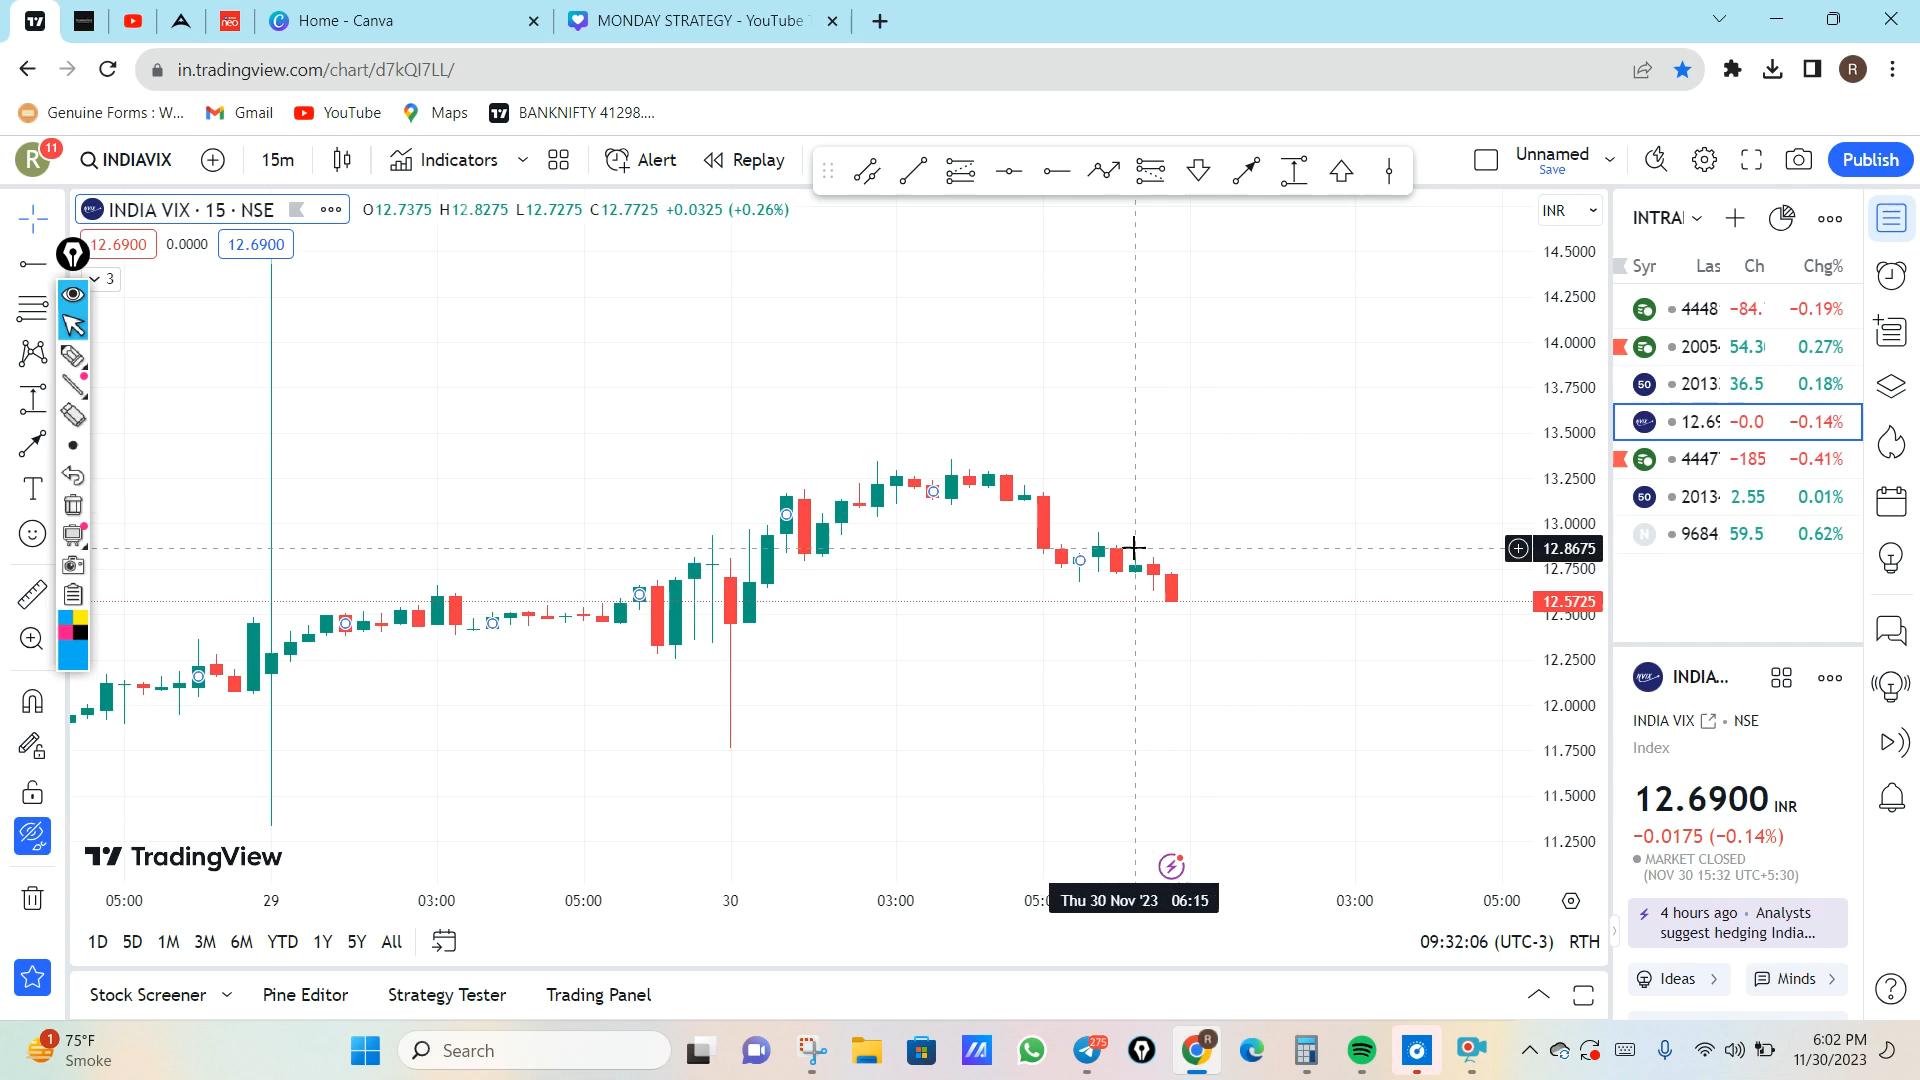 Home - Canva
MONDAY STRATEGY - YouTube
in.tradingview.com/chart/d7kQI7LL/
R
Genuine Forms : W...
Gmail
YouTube
Maps
BANKNIFTY 41298....
R
11
INDIAVIX
15m
Indicators
Alert
Replay
Unnamed
Save
Publish
INDIA VIX · 15 · NSE
O12.7375 H12.8275 L12.7275 C12.7725 +0.0325 (+0.26%)
12.6900
0.0000
12.6900
3
INR
14.5000
14.2500
14.0000
13.7500
13.5000
13.2500
13.0000
12.8675
12.7500
12.5725
12.5000
12.2500
12.0000
11.7500
11.5000
11.2500
TradingView
05:00
29
03:00
05:00
30
03:00
Thu 30 Nov '23 06:15
03:00
05:00
1D 5D 1M 3M 6M YTD 1Y 5Y All
09:32:06 (UTC-3) RTH
Stock Screener
Pine Editor
Strategy Tester
Trading Panel
INTRA
Syr Las Ch Chg%
4448 -84. −0.19%
2005 54.3 0.27%
50 2013 36.5 0.18%
12.69 −0.0 −0.14%
4447 −185 −0.41%
50 2013 2.55 0.01%
N 9684 59.5 0.62%
INDIA...
INDIA VIX • NSE
Index
12.6900 INR
−0.0175 (−0.14%)
MARKET CLOSED
(NOV 30 15:32 UTC+5:30)
4 hours ago • Analysts
suggest hedging India...
Ideas
Minds
1
75°F
Smoke
Search
275
R
neo
6:02 PM
11/30/2023